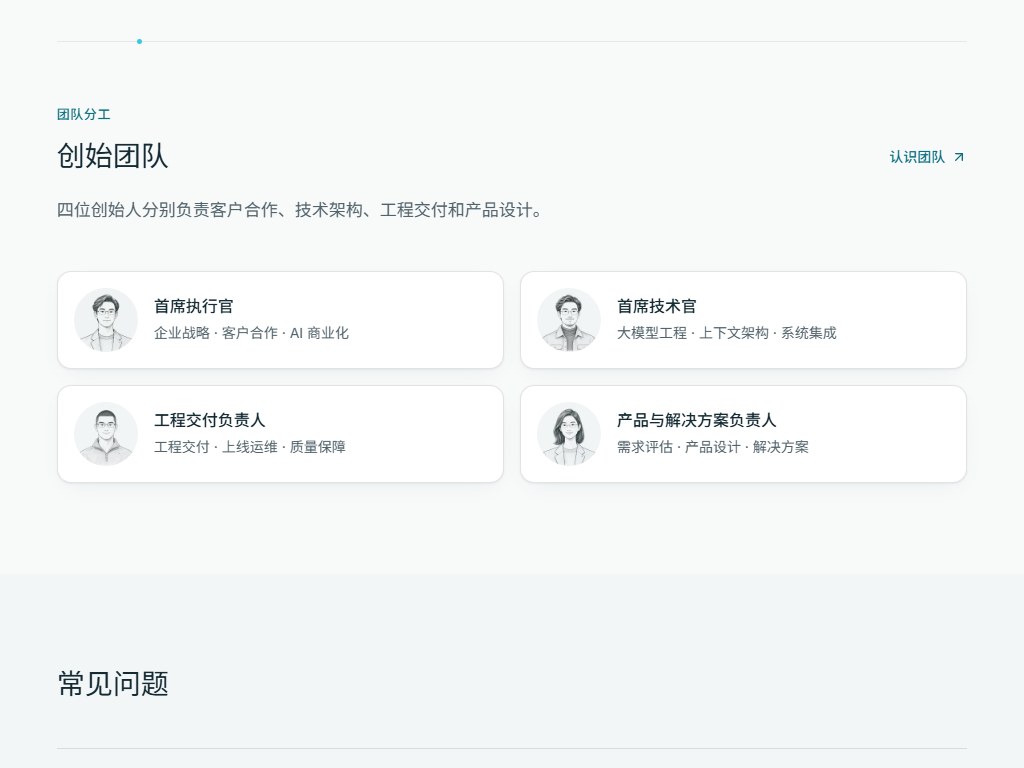 团队分工
创始团队
认识团队
四位创始人分别负责客户合作、技术架构、工程交付和产品设计。
首席执行官
企业战略 · 客户合作 · AI 商业化
首席技术官
大模型工程 · 上下文架构 · 系统集成
工程交付负责人
工程交付 · 上线运维 · 质量保障
产品与解决方案负责人
需求评估 · 产品设计 · 解决方案
常见问题